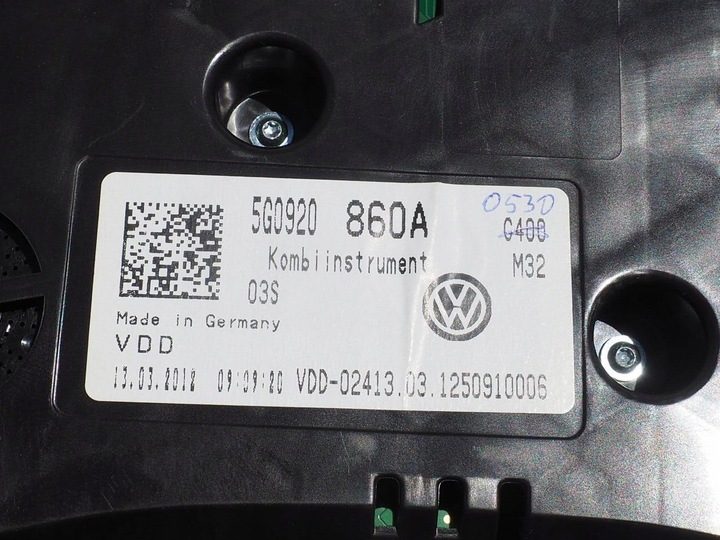 5G0920 860A 0530
C400
Kombiinstrument M32
03S
Made in Germany
VDD
13.03.2012 09:09:20 VDD-02413.03.1250910006